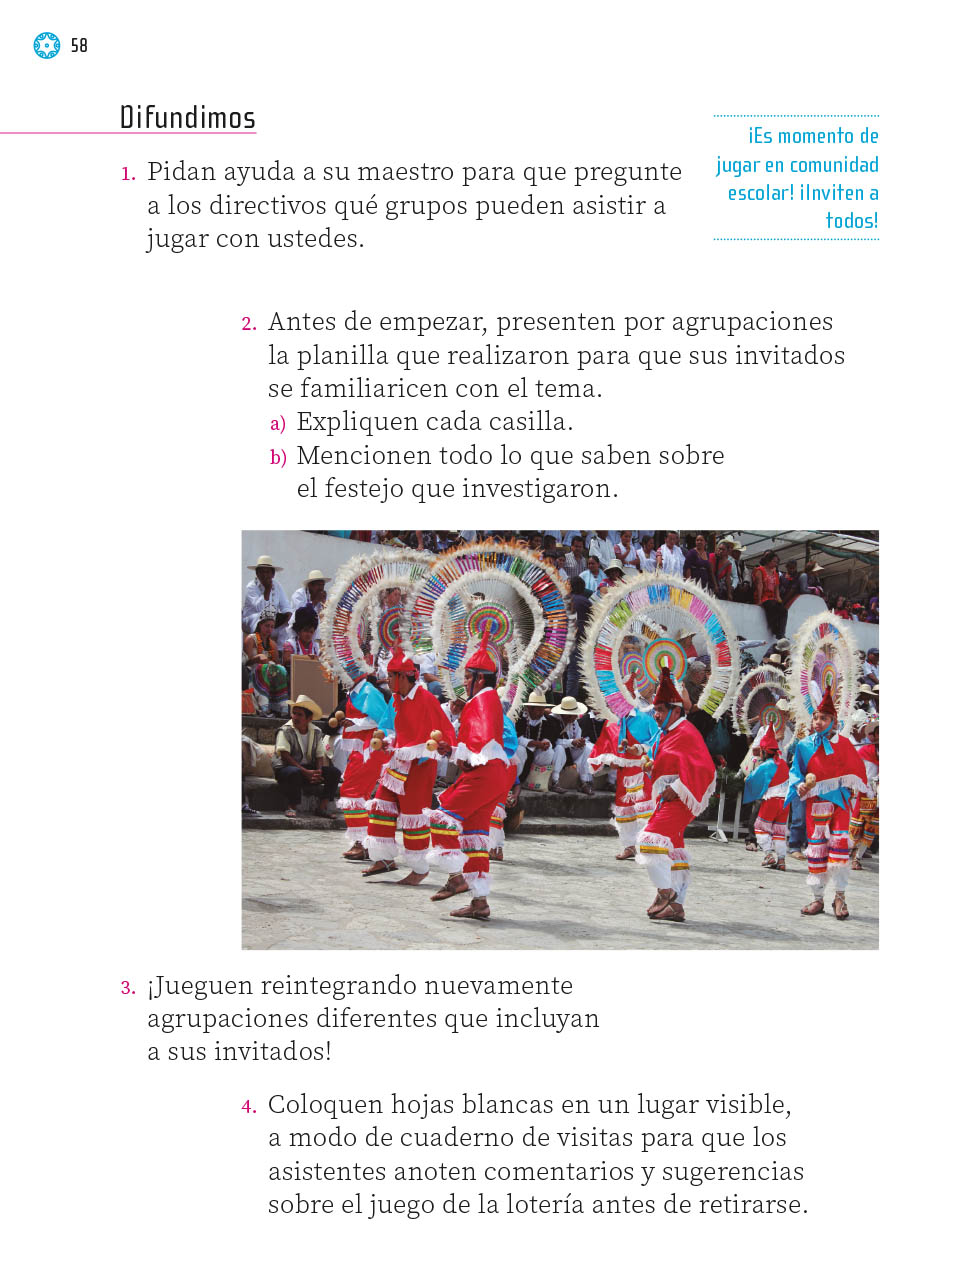 58
Difundimos
¡Es momento de
jugar en comunidad
escolar! ¡Inviten a
todos!
1. Pidan ayuda a su maestro para que pregunte
a los directivos qué grupos pueden asistir a
jugar con ustedes.
2. Antes de empezar, presenten por agrupaciones
la planilla que realizaron para que sus invitados
se familiaricen con el tema.
a) Expliquen cada casilla.
b) Mencionen todo lo que saben sobre
el festejo que investigaron.
3. ¡Jueguen reintegrando nuevamente
agrupaciones diferentes que incluyan
a sus invitados!
4. Coloquen hojas blancas en un lugar visible,
a modo de cuaderno de visitas para que los
asistentes anoten comentarios y sugerencias
sobre el juego de la lotería antes de retirarse.